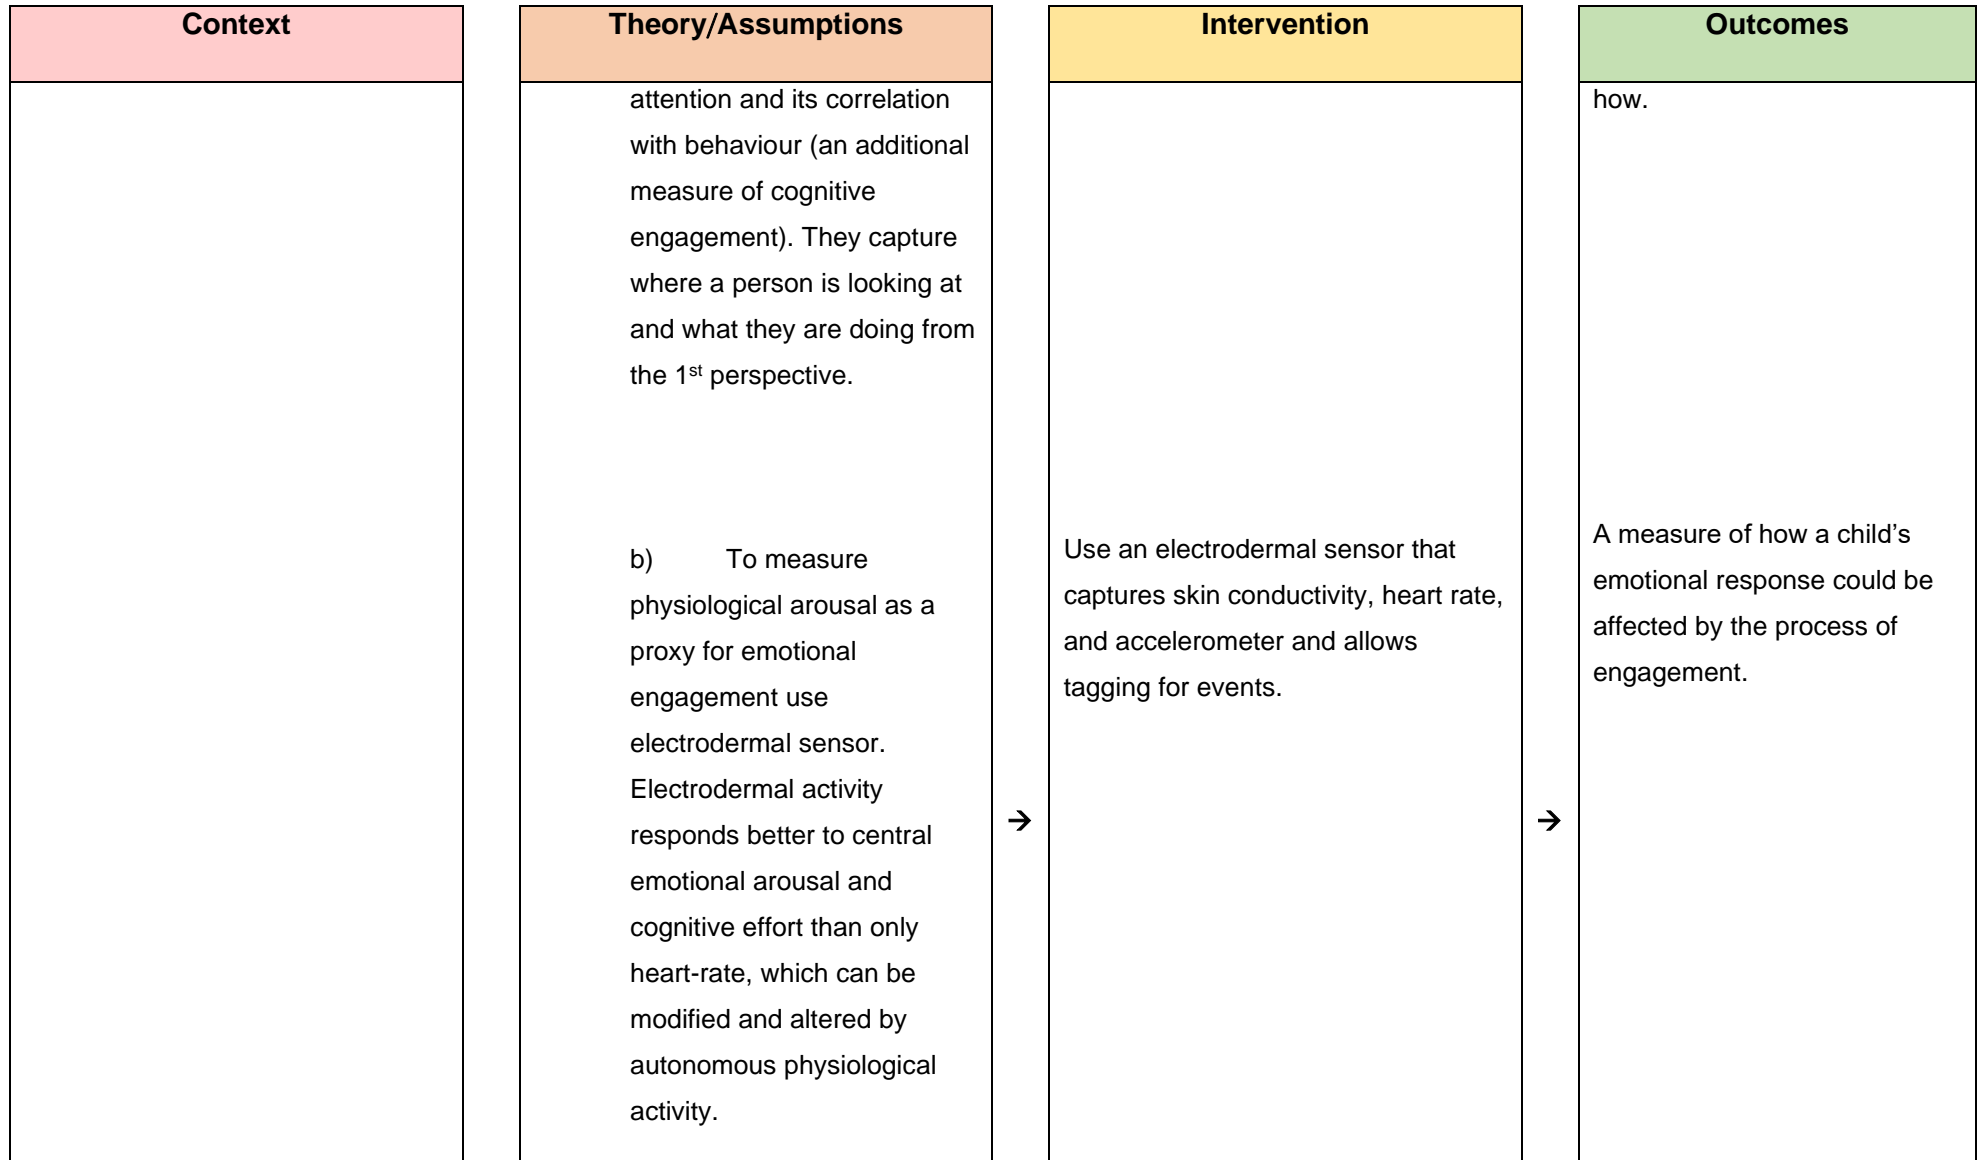 Context
Theory/Assumptions
Intervention
Outcomes
attention and its correlation
with behaviour (an additional
measure of cognitive
engagement). They capture
where a person is looking at
and what they are doing from
the 1st perspective.
b) To measure
physiological arousal as a
proxy for emotional
engagement use
electrodermal sensor.
Electrodermal activity
responds better to central
emotional arousal and
cognitive effort than only
heart-rate, which can be
modified and altered by
autonomous physiological
activity.
→
Use an electrodermal sensor that
captures skin conductivity, heart rate,
and accelerometer and allows
tagging for events.
→
how.
A measure of how a child’s
emotional response could be
affected by the process of
engagement.